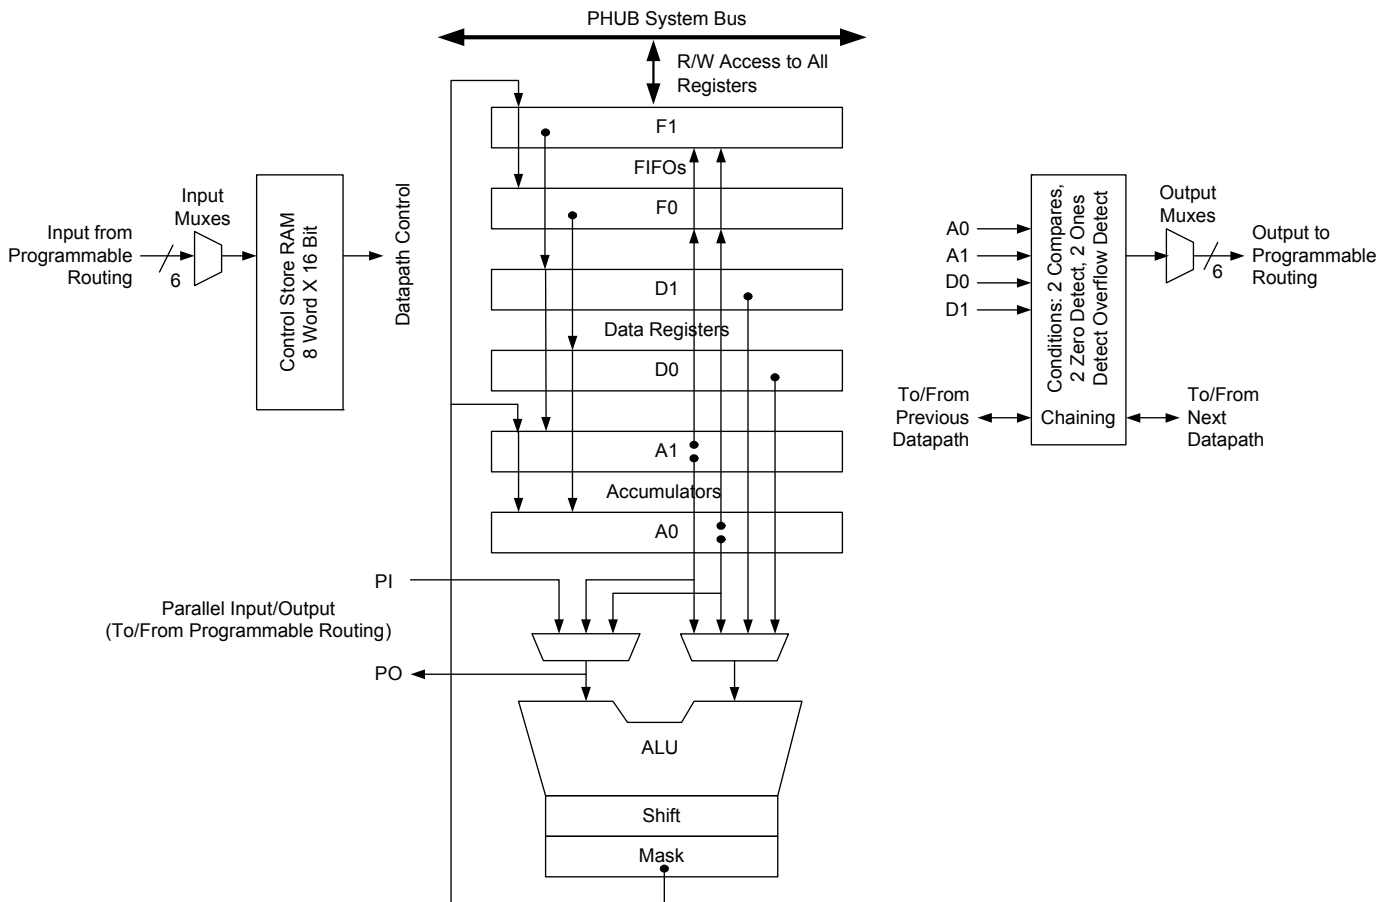 PHUB System Bus
R/W Access to All
Registers
F1
FIFOs
F0
D1
Data Registers
D0
A1
Accumulators
A0
Input from
Programmable
Routing
6
Input
Muxes
Control Store RAM
8 Word X 16 Bit
Datapath Control
PI
Parallel Input/Output
(To/From Programmable Routing)
PO
ALU
Shift
Mask
A0
A1
D0
D1
Conditions: 2 Compares,
2 Zero Detect, 2 Ones
Detect Overflow Detect
Chaining
To/From
Previous
Datapath
To/From
Next
Datapath
Output
Muxes
6
Output to
Programmable
Routing